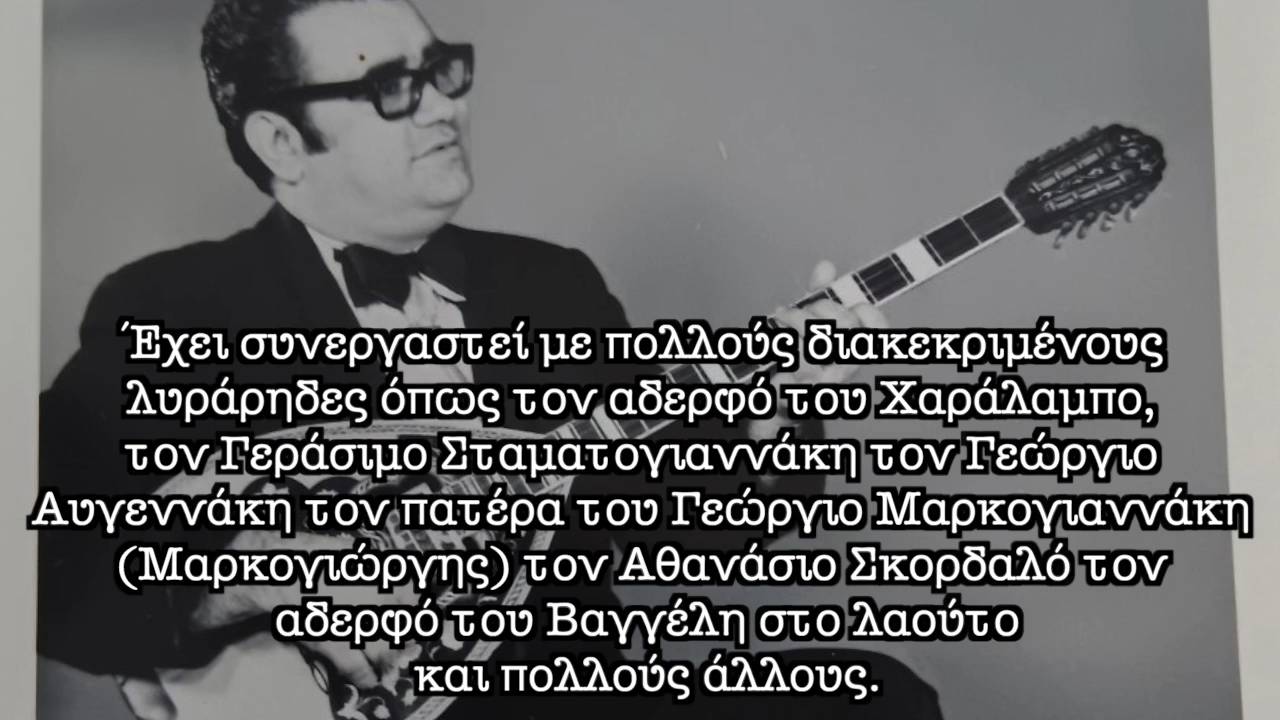 Έχει συνεργαστεί με πολλούς διακεκριμένους
λυράρηδες όπως τον αδερφό του Χαράλαμπο,
τον Γεράσιμο Σταματογιαννάκη τον Γεώργιο
Αυγεννάκη τον πατέρα του Γεώργιο Μαρκογιαννάκη
(Μαρκογιώργης) τον Αθανάσιο Σκορδαλό τον
αδερφό του Βαγγέλη στο λαούτο
και πολλούς άλλους.